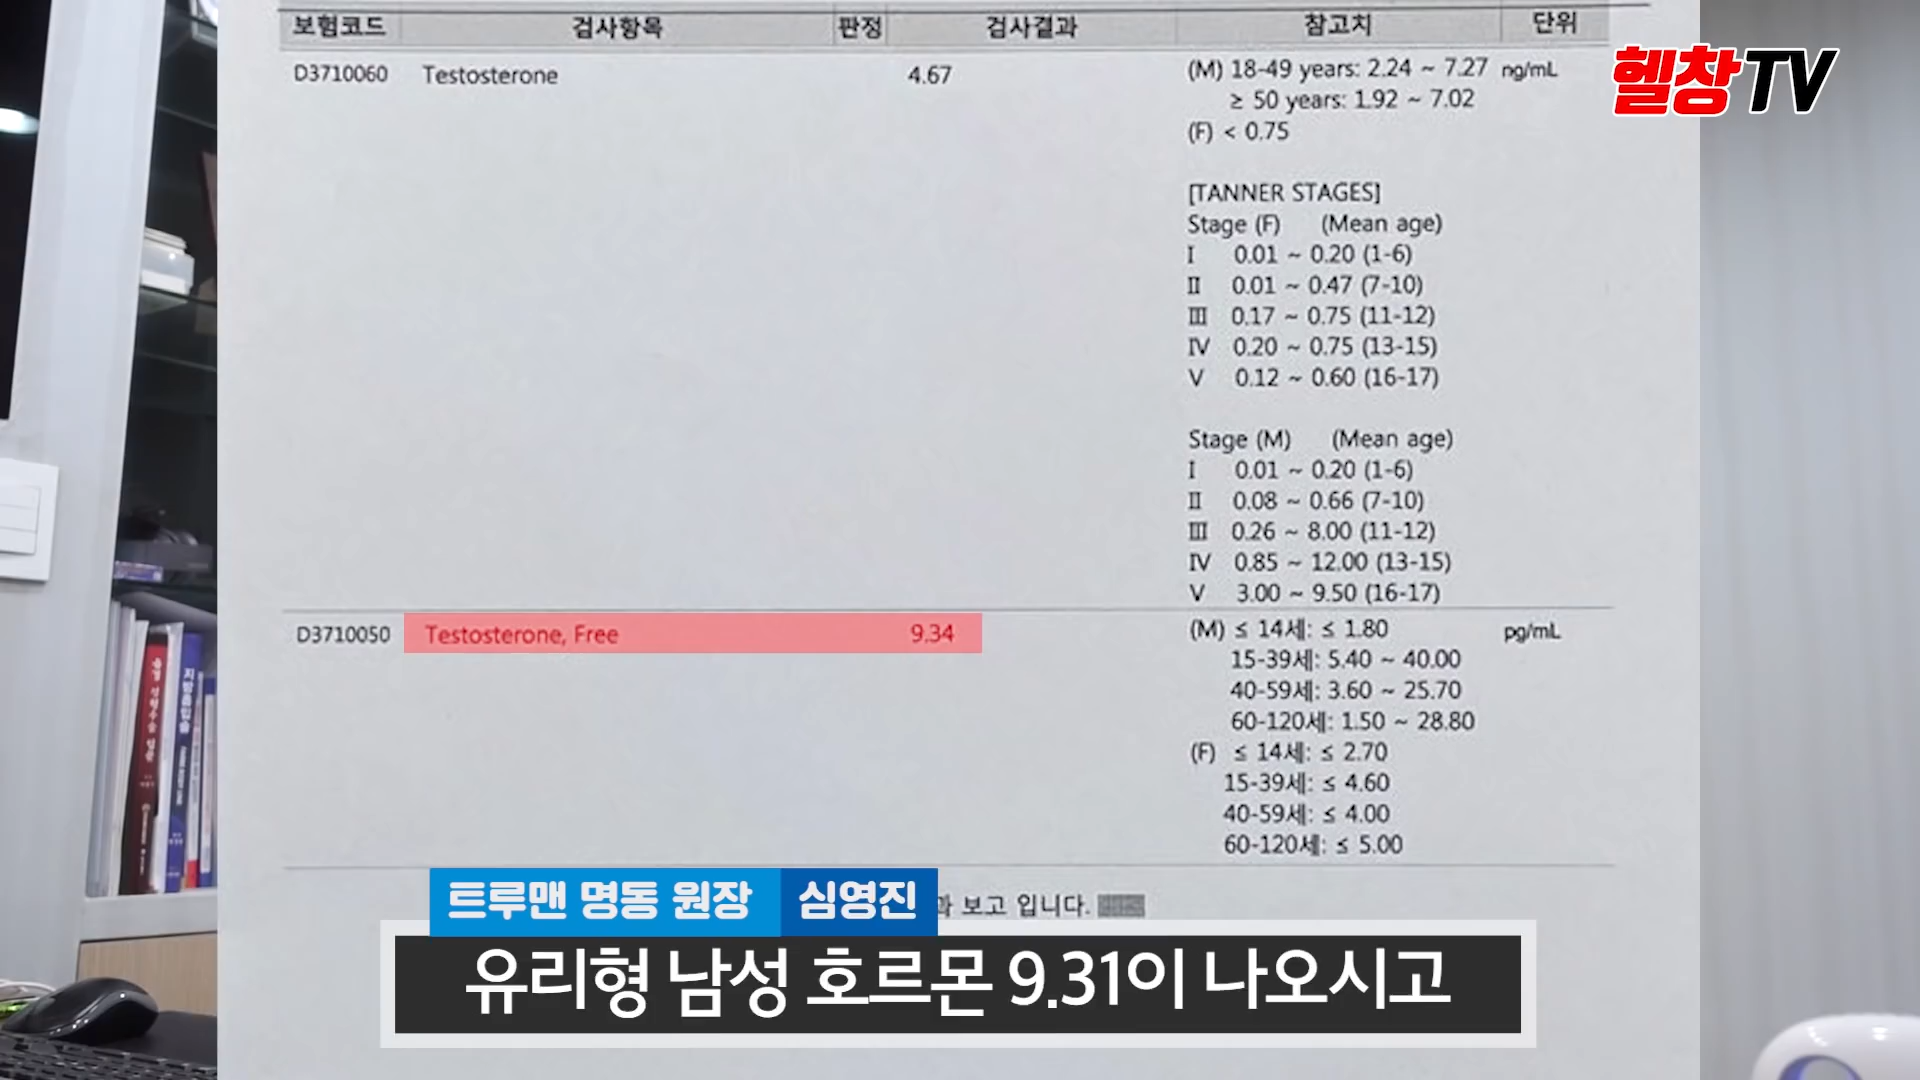 보험코드 검사항목 판정 검사결과 참고치 단위
헬창TV
D3710060 Testosterone 4.67 (M) 18-49 years: 2.24 ~ 7.27 ng/mL
≥ 50 years: 1.92 ~ 7.02
(F) < 0.75
[TANNER STAGES]
Stage (F) (Mean age)
I 0.01 ~ 0.20 (1-6)
II 0.01 ~ 0.47 (7-10)
III 0.17 ~ 0.75 (11-12)
IV 0.20 ~ 0.75 (13-15)
V 0.12 ~ 0.60 (16-17)
Stage (M) (Mean age)
I 0.01 ~ 0.20 (1-6)
II 0.08 ~ 0.66 (7-10)
III 0.26 ~ 8.00 (11-12)
IV 0.85 ~ 12.00 (13-15)
V 3.00 ~ 9.50 (16-17)
D3710050 Testosterone, Free 9.34 (M) ≤ 14세: ≤ 1.80 pg/mL
15-39세: 5.40 ~ 40.00
40-59세: 3.60 ~ 25.70
60-120세: 1.50 ~ 28.80
(F) ≤ 14세: ≤ 2.70
15-39세: ≤ 4.60
40-59세: ≤ 4.00
60-120세: ≤ 5.00
보고 입니다.
트루맨 명동 원장 심영진
유리형 남성 호르몬 9.31이 나오시고